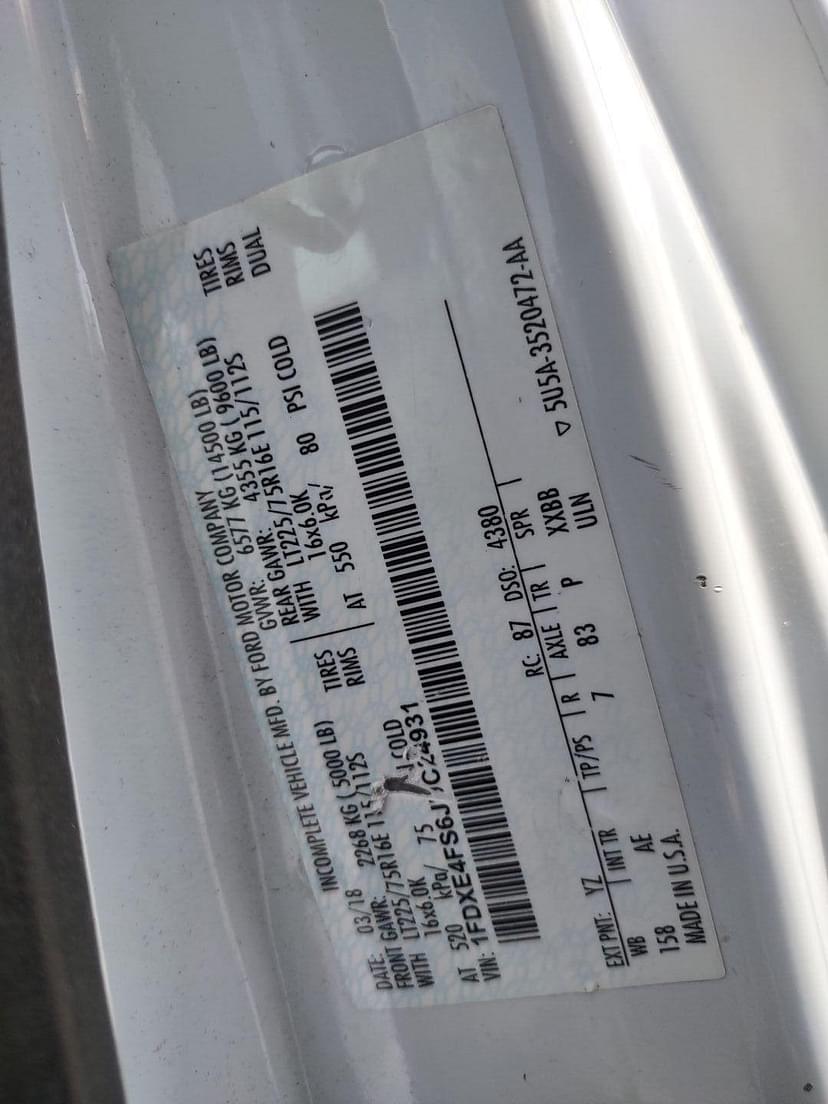 INCOMPLETE VEHICLE MFD. BY FORD MOTOR COMPANY
DATE: 03/18 GVWR: 6577 KG (14500 LB)
FRONT GAWR: 2268 KG ( 5000 LB) REAR GAWR: 4355 KG ( 9600 LB)
WITH LT225/75R16E 115/112S TIRES WITH LT225/75R16E 115/112S TIRES
16x6.0K RIMS 16x6.0K RIMS
AT 520 kPa/ 75 COLD AT 550 kPa/ 80 PSI COLD DUAL
VIN: 1FDXE4FS6J C24931
EXT PNT: YZ RC: 87 DSO: 4380
WB INT TR TP/PS R AXLE TR SPR
158 AE 7 83 P XXBB
ULN
MADE IN U.S.A. ▽ 5U5A-3520472-AA